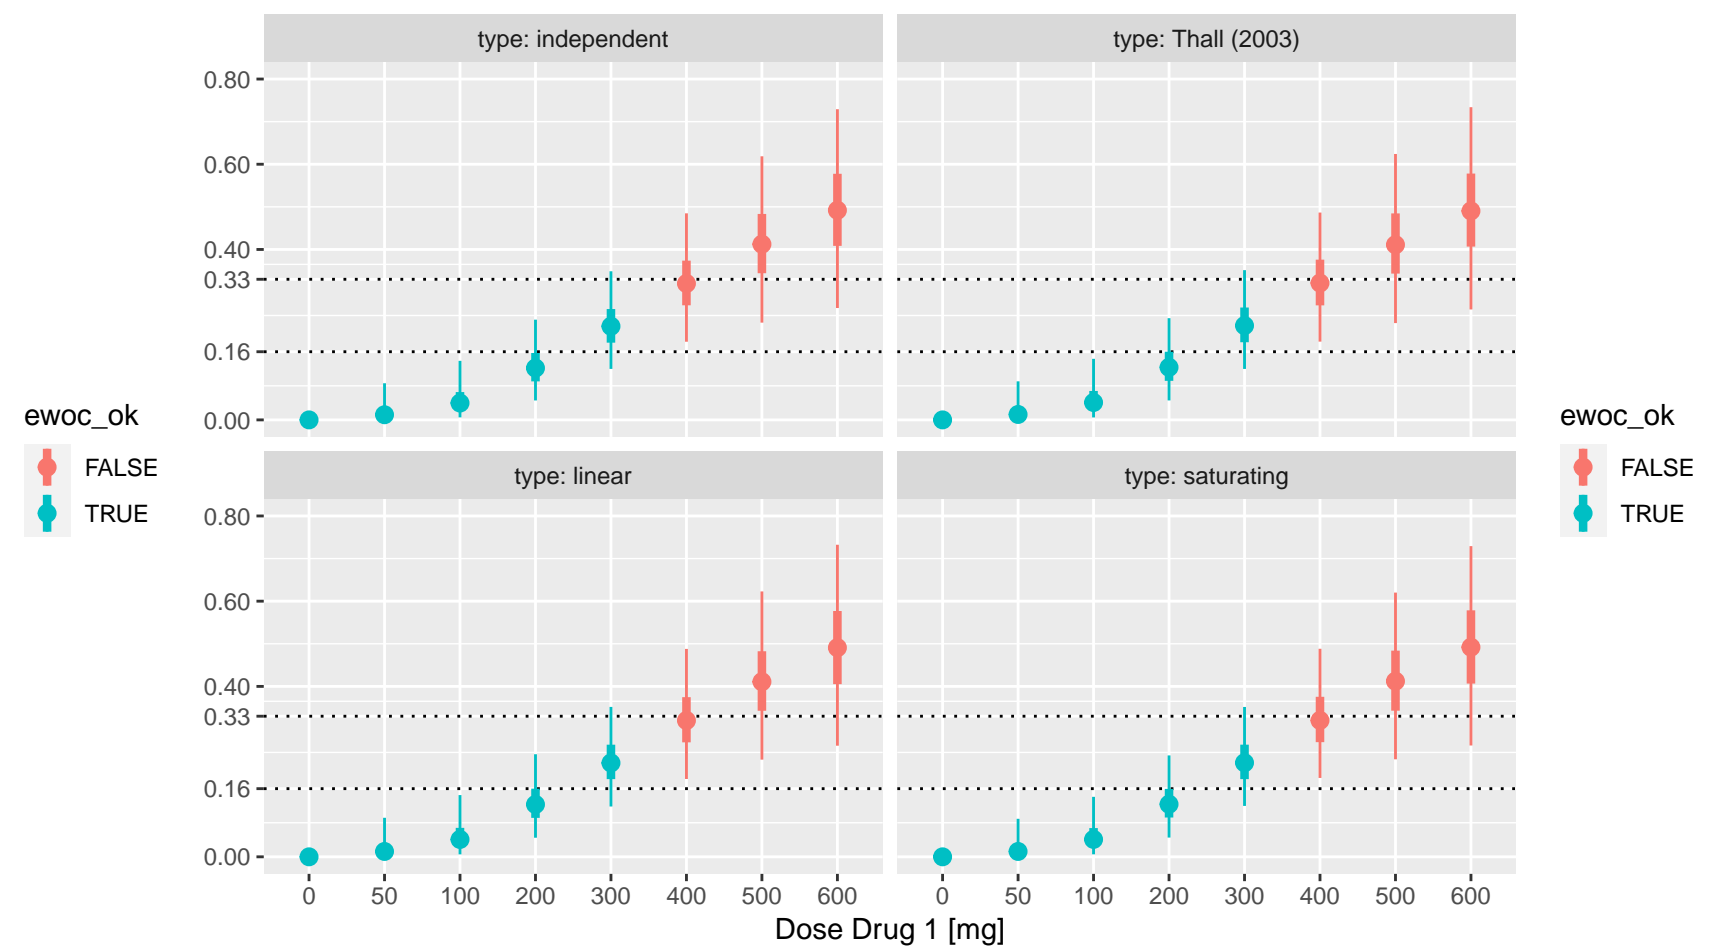 type: independent
type: Thall (2003)
0.80
0.60
0.40
0.33
0.16
0.00
type: linear
type: saturating
0.80
0.60
0.40
0.33
0.16
0.00
0 50 100 200 300 400 500 600
0 50 100 200 300 400 500 600
Dose Drug 1 [mg]
ewoc_ok
FALSE
TRUE
ewoc_ok
FALSE
TRUE